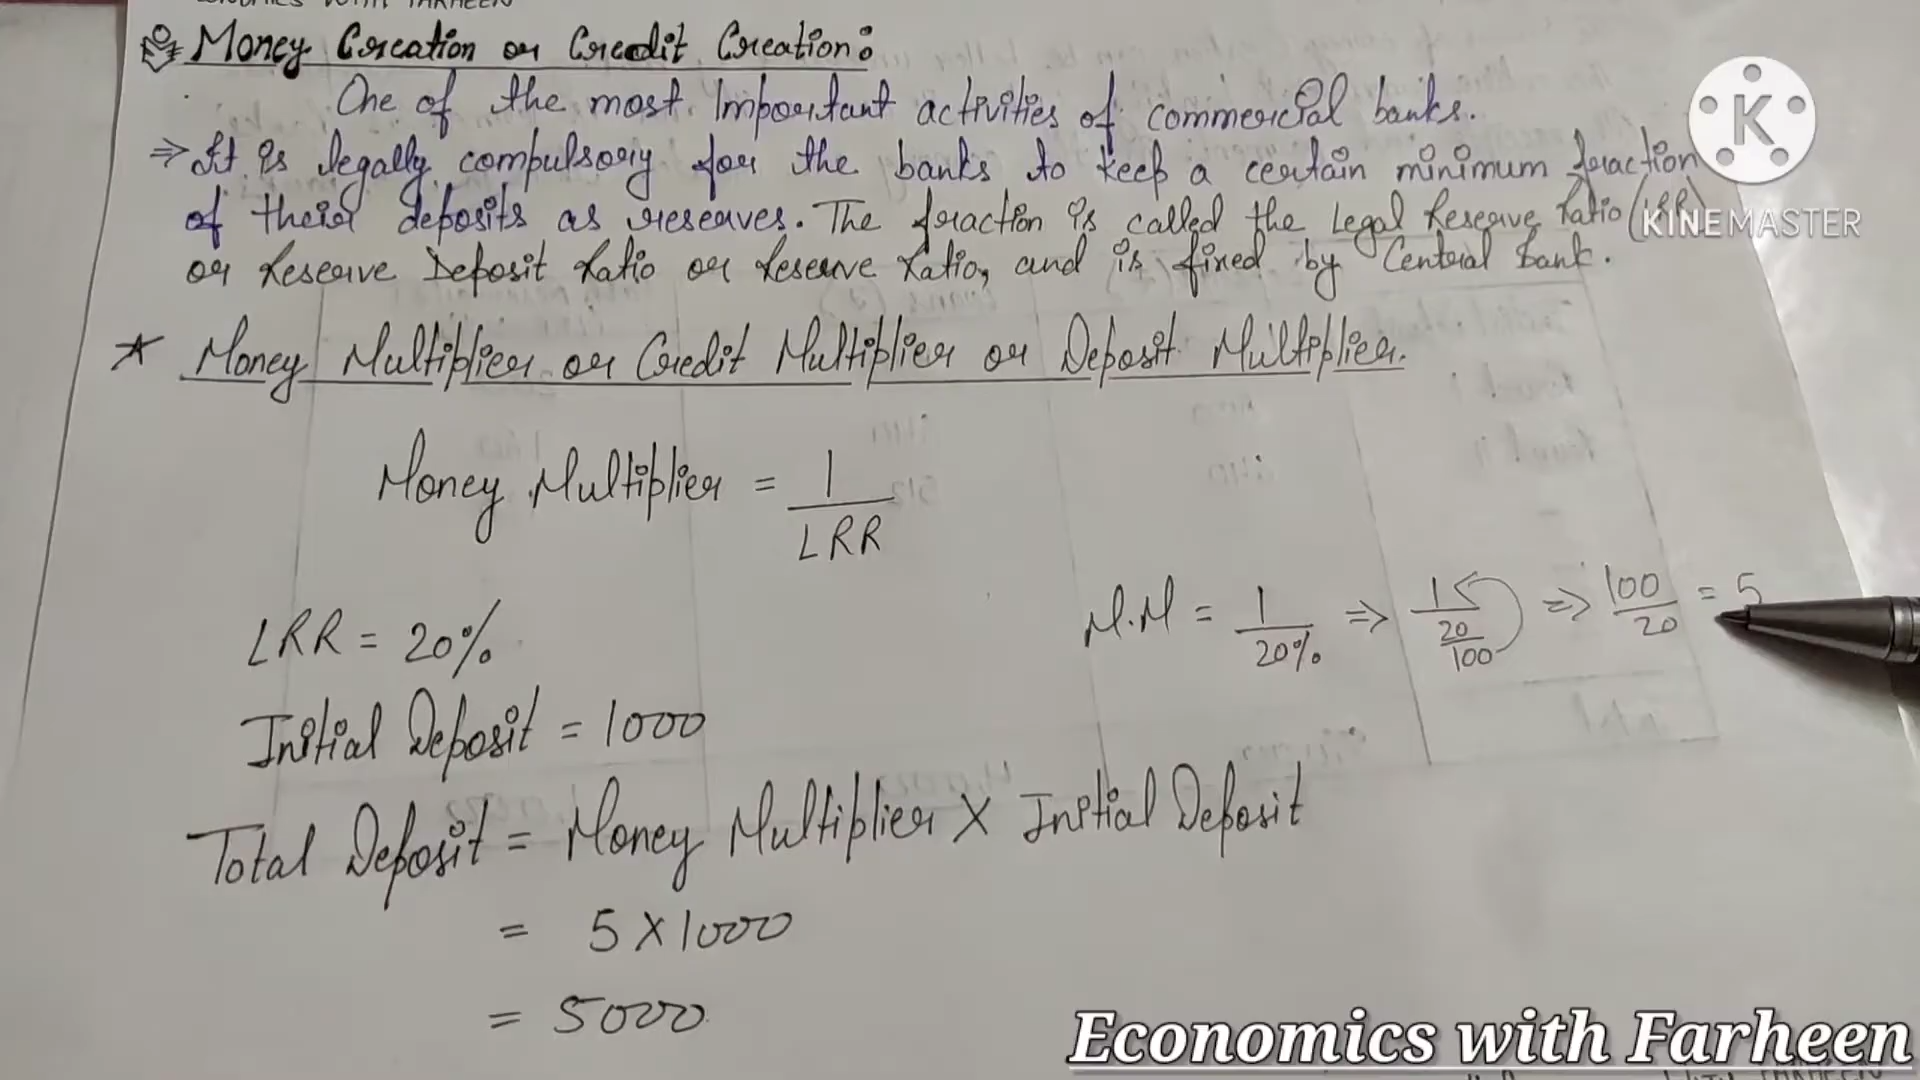 Money Creation or Credit Creation:
One of the most Important activities of commercial banks.
⇒ It is legally compulsory for the banks to keep a certain minimum fraction
of their deposits as reserves. The fraction is called the Legal Reserve Ratio (LRR)
or Reserve Deposit Ratio or Reserve Ratio, and is fixed by Central Bank.
K
KINEMASTER
* Money Multiplier or Credit Multiplier or Deposit Multiplier.
Money Multiplier = 1/LRR
LRR = 20%
M.M = 1/20% ⇒ 1/(20/100) ⇒ 100/20 = 5
Initial Deposit = 1000
Total Deposit = Money Multiplier X Initial Deposit
= 5 X 1000
= 5000
Economics with Farheen